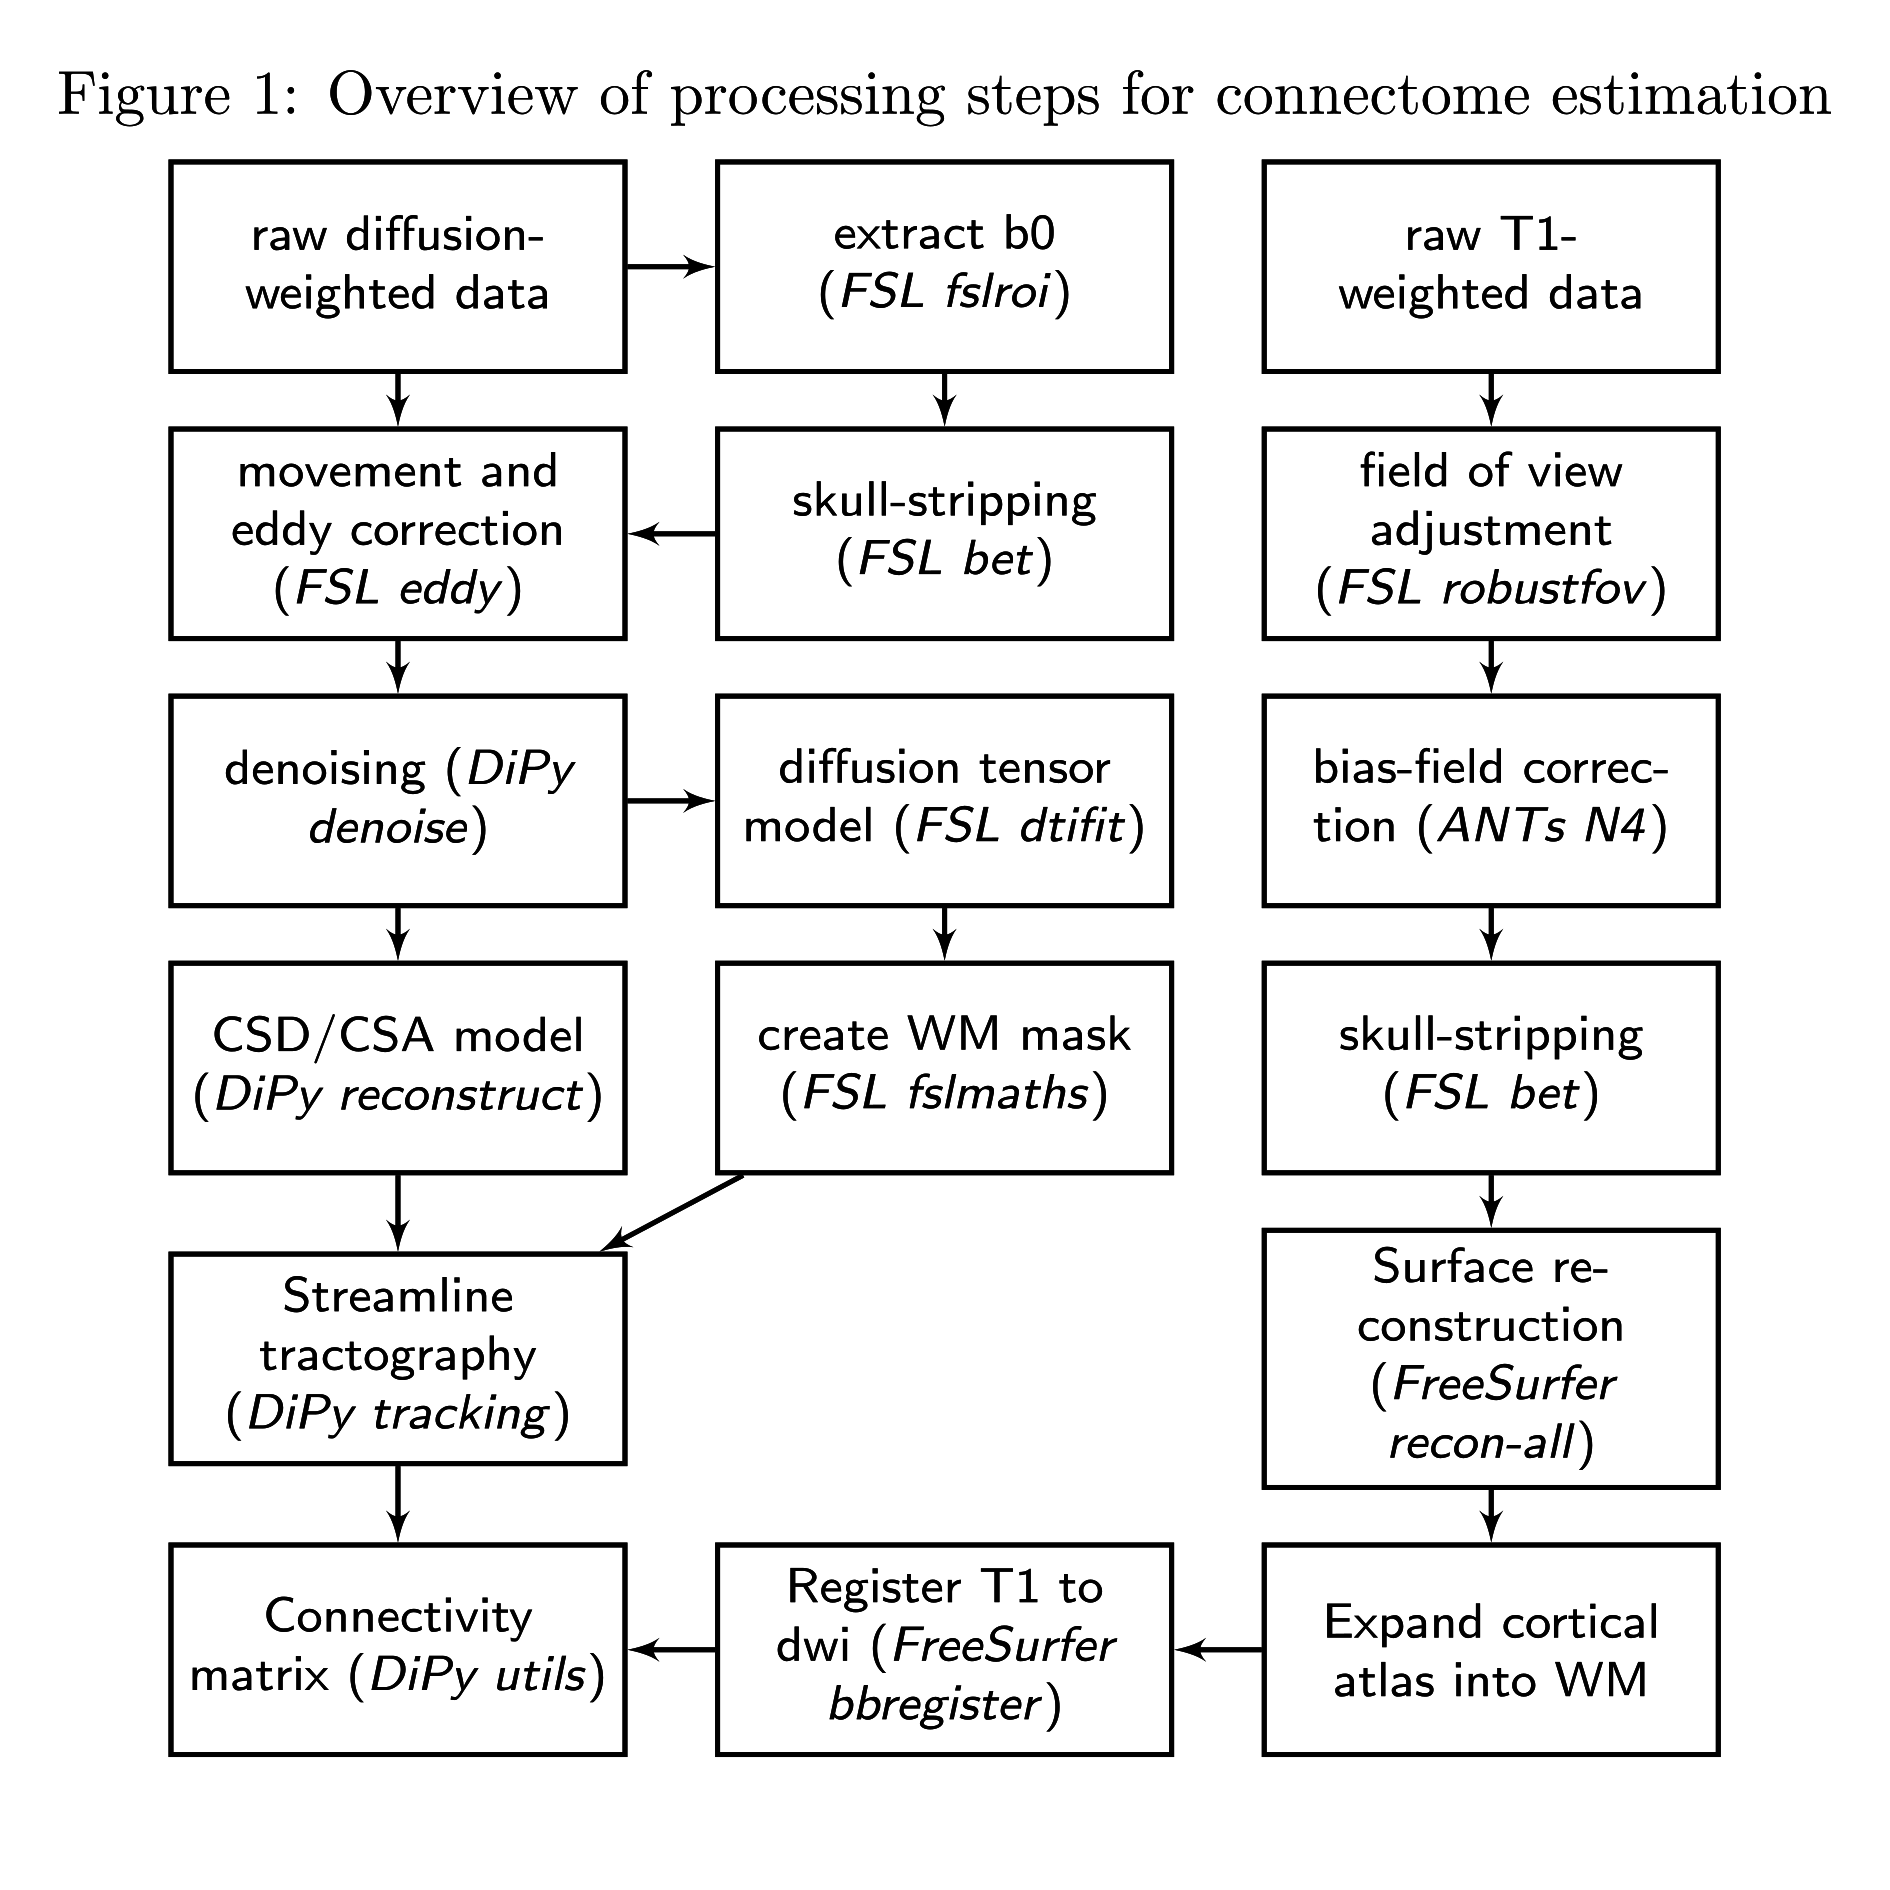 Figure 1: Overview of processing steps for connectome estimation
raw diffusion-
weighted data
extract b0
(FSL fslroi)
raw T1-
weighted data
movement and
eddy correction
(FSL eddy)
skull-stripping
(FSL bet)
field of view
adjustment
(FSL robustfov)
denoising (DiPy
denoise)
diffusion tensor
model (FSL dtifit)
bias-field correc-
tion (ANTs N4)
CSD/CSA model
(DiPy reconstruct)
create WM mask
(FSL fslmaths)
skull-stripping
(FSL bet)
Streamline
tractography
(DiPy tracking)
Surface re-
construction
(FreeSurfer
recon-all)
Connectivity
matrix (DiPy utils)
Register T1 to
dwi (FreeSurfer
bbregister)
Expand cortical
atlas into WM